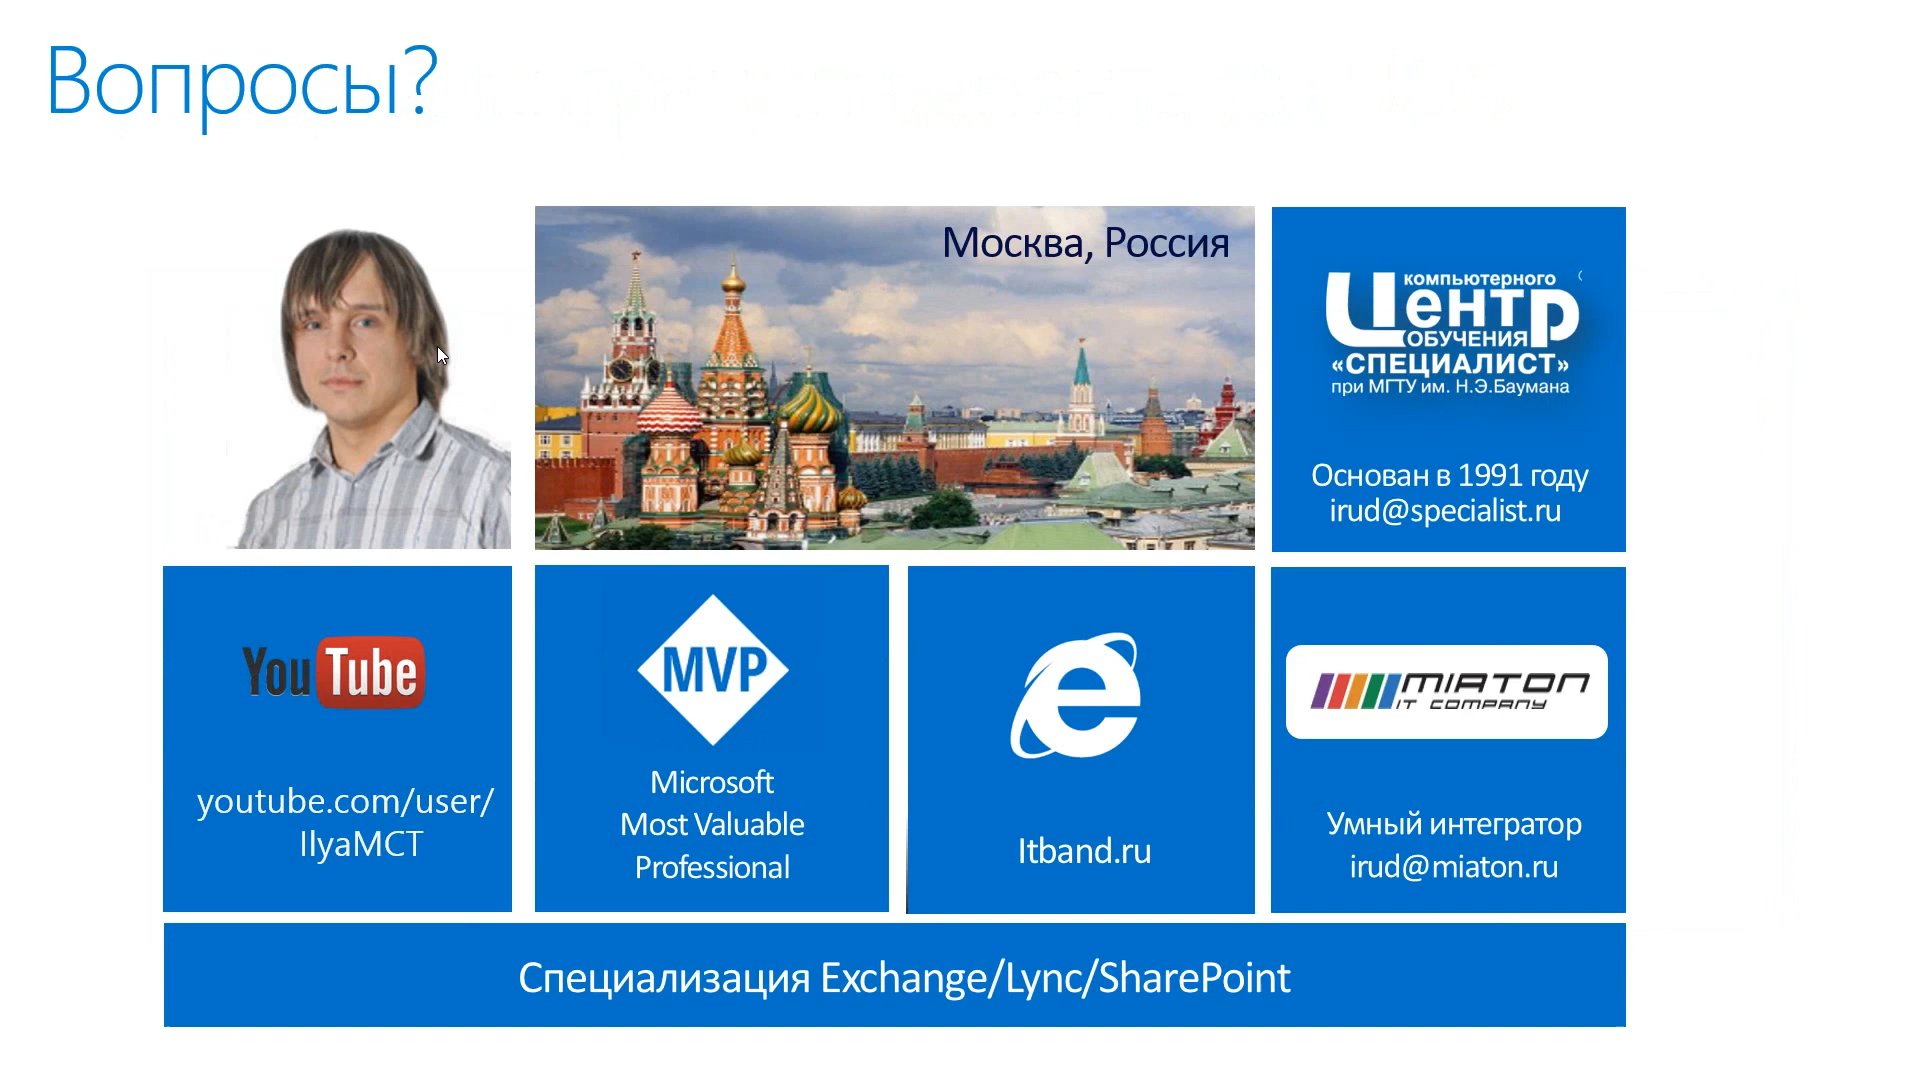 Вопросы?
Москва, Россия
компьютерного
Центр
ОБУЧЕНИЯ
«СПЕЦИАЛИСТ»
при МГТУ им. Н.Э.Баумана
Основан в 1991 году
irud@specialist.ru
YouTube
youtube.com/user/
IlyaMCT
MVP
Microsoft
Most Valuable
Professional
Itband.ru
MIATON
IT COMPANY
Умный интегратор
irud@miaton.ru
Специализация Exchange/Lync/SharePoint